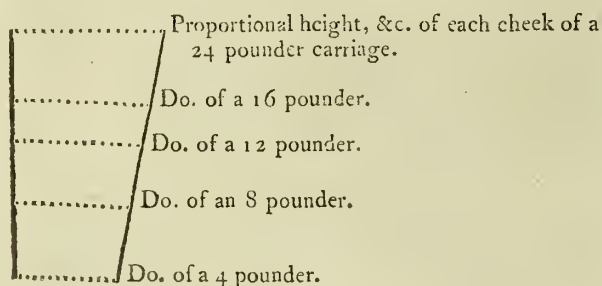 Proportional height, &c. of each cheek of a
24 pounder carriage.
Do. of a 16 pounder.
Do. of a 12 pounder.
Do. of an 8 pounder.
Do. of a 4 pounder.